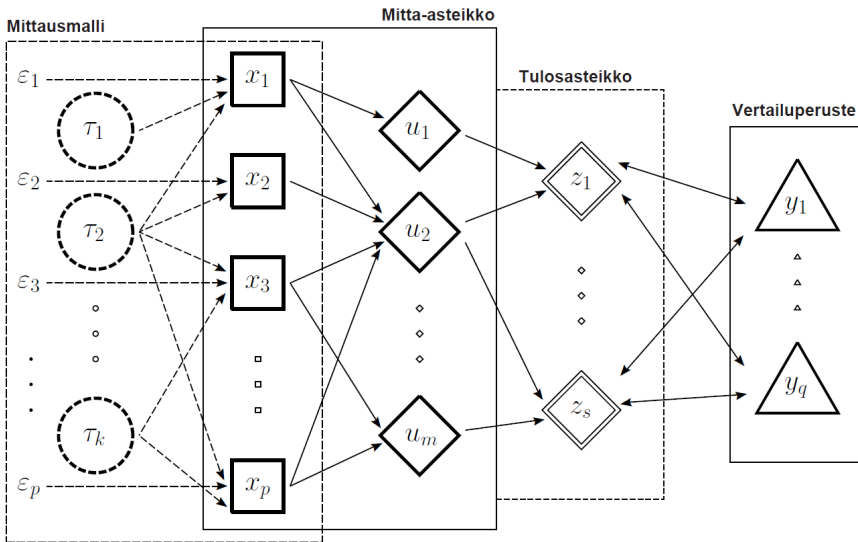 Mittausmalli
Mitta-asteikko
Tulosasteikko
Vertailuperuste
ε₁
τ₁
ε₂
τ₂
ε₃
τₖ
εₚ
x₁
x₂
x₃
xₚ
u₁
u₂
uₘ
z₁
zₛ
y₁
y_q